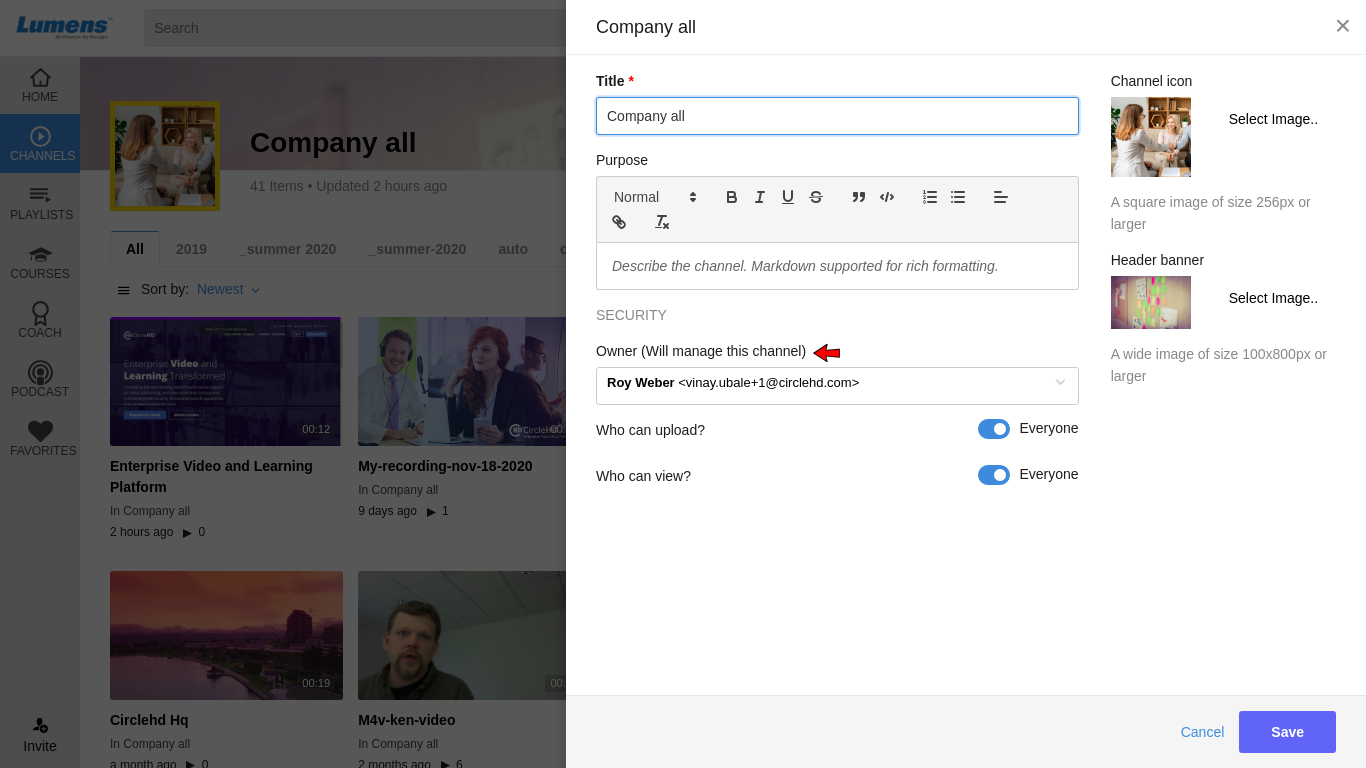 Lumens
Search
HOME
CHANNELS
PLAYLISTS
COURSES
COACH
PODCAST
FAVORITES
Invite
Company all
41 Items • Updated 2 hours ago
All 2019 _summer 2020 _summer-2020 auto
Sort by: Newest
CircleHD
Enterprise Video and
Learning Transformed
00:12
Enterprise Video and Learning
Platform
In Company all
2 hours ago ▶ 0
My-recording-nov-18-2020
In Company all
9 days ago ▶ 1
00:19
Circlehd Hq
In Company all
a month ago ▶ 0
00:
M4v-ken-video
In Company all
2 months ago ▶ 6
Company all
Title *
Company all
Purpose
Normal
Describe the channel. Markdown supported for rich formatting.
SECURITY
Owner (Will manage this channel)
Roy Weber <vinay.ubale+1@circlehd.com>
Who can upload? Everyone
Who can view? Everyone
Channel icon
Select Image..
A square image of size 256px or
larger
Header banner
Select Image..
A wide image of size 100x800px or
larger
Cancel
Save